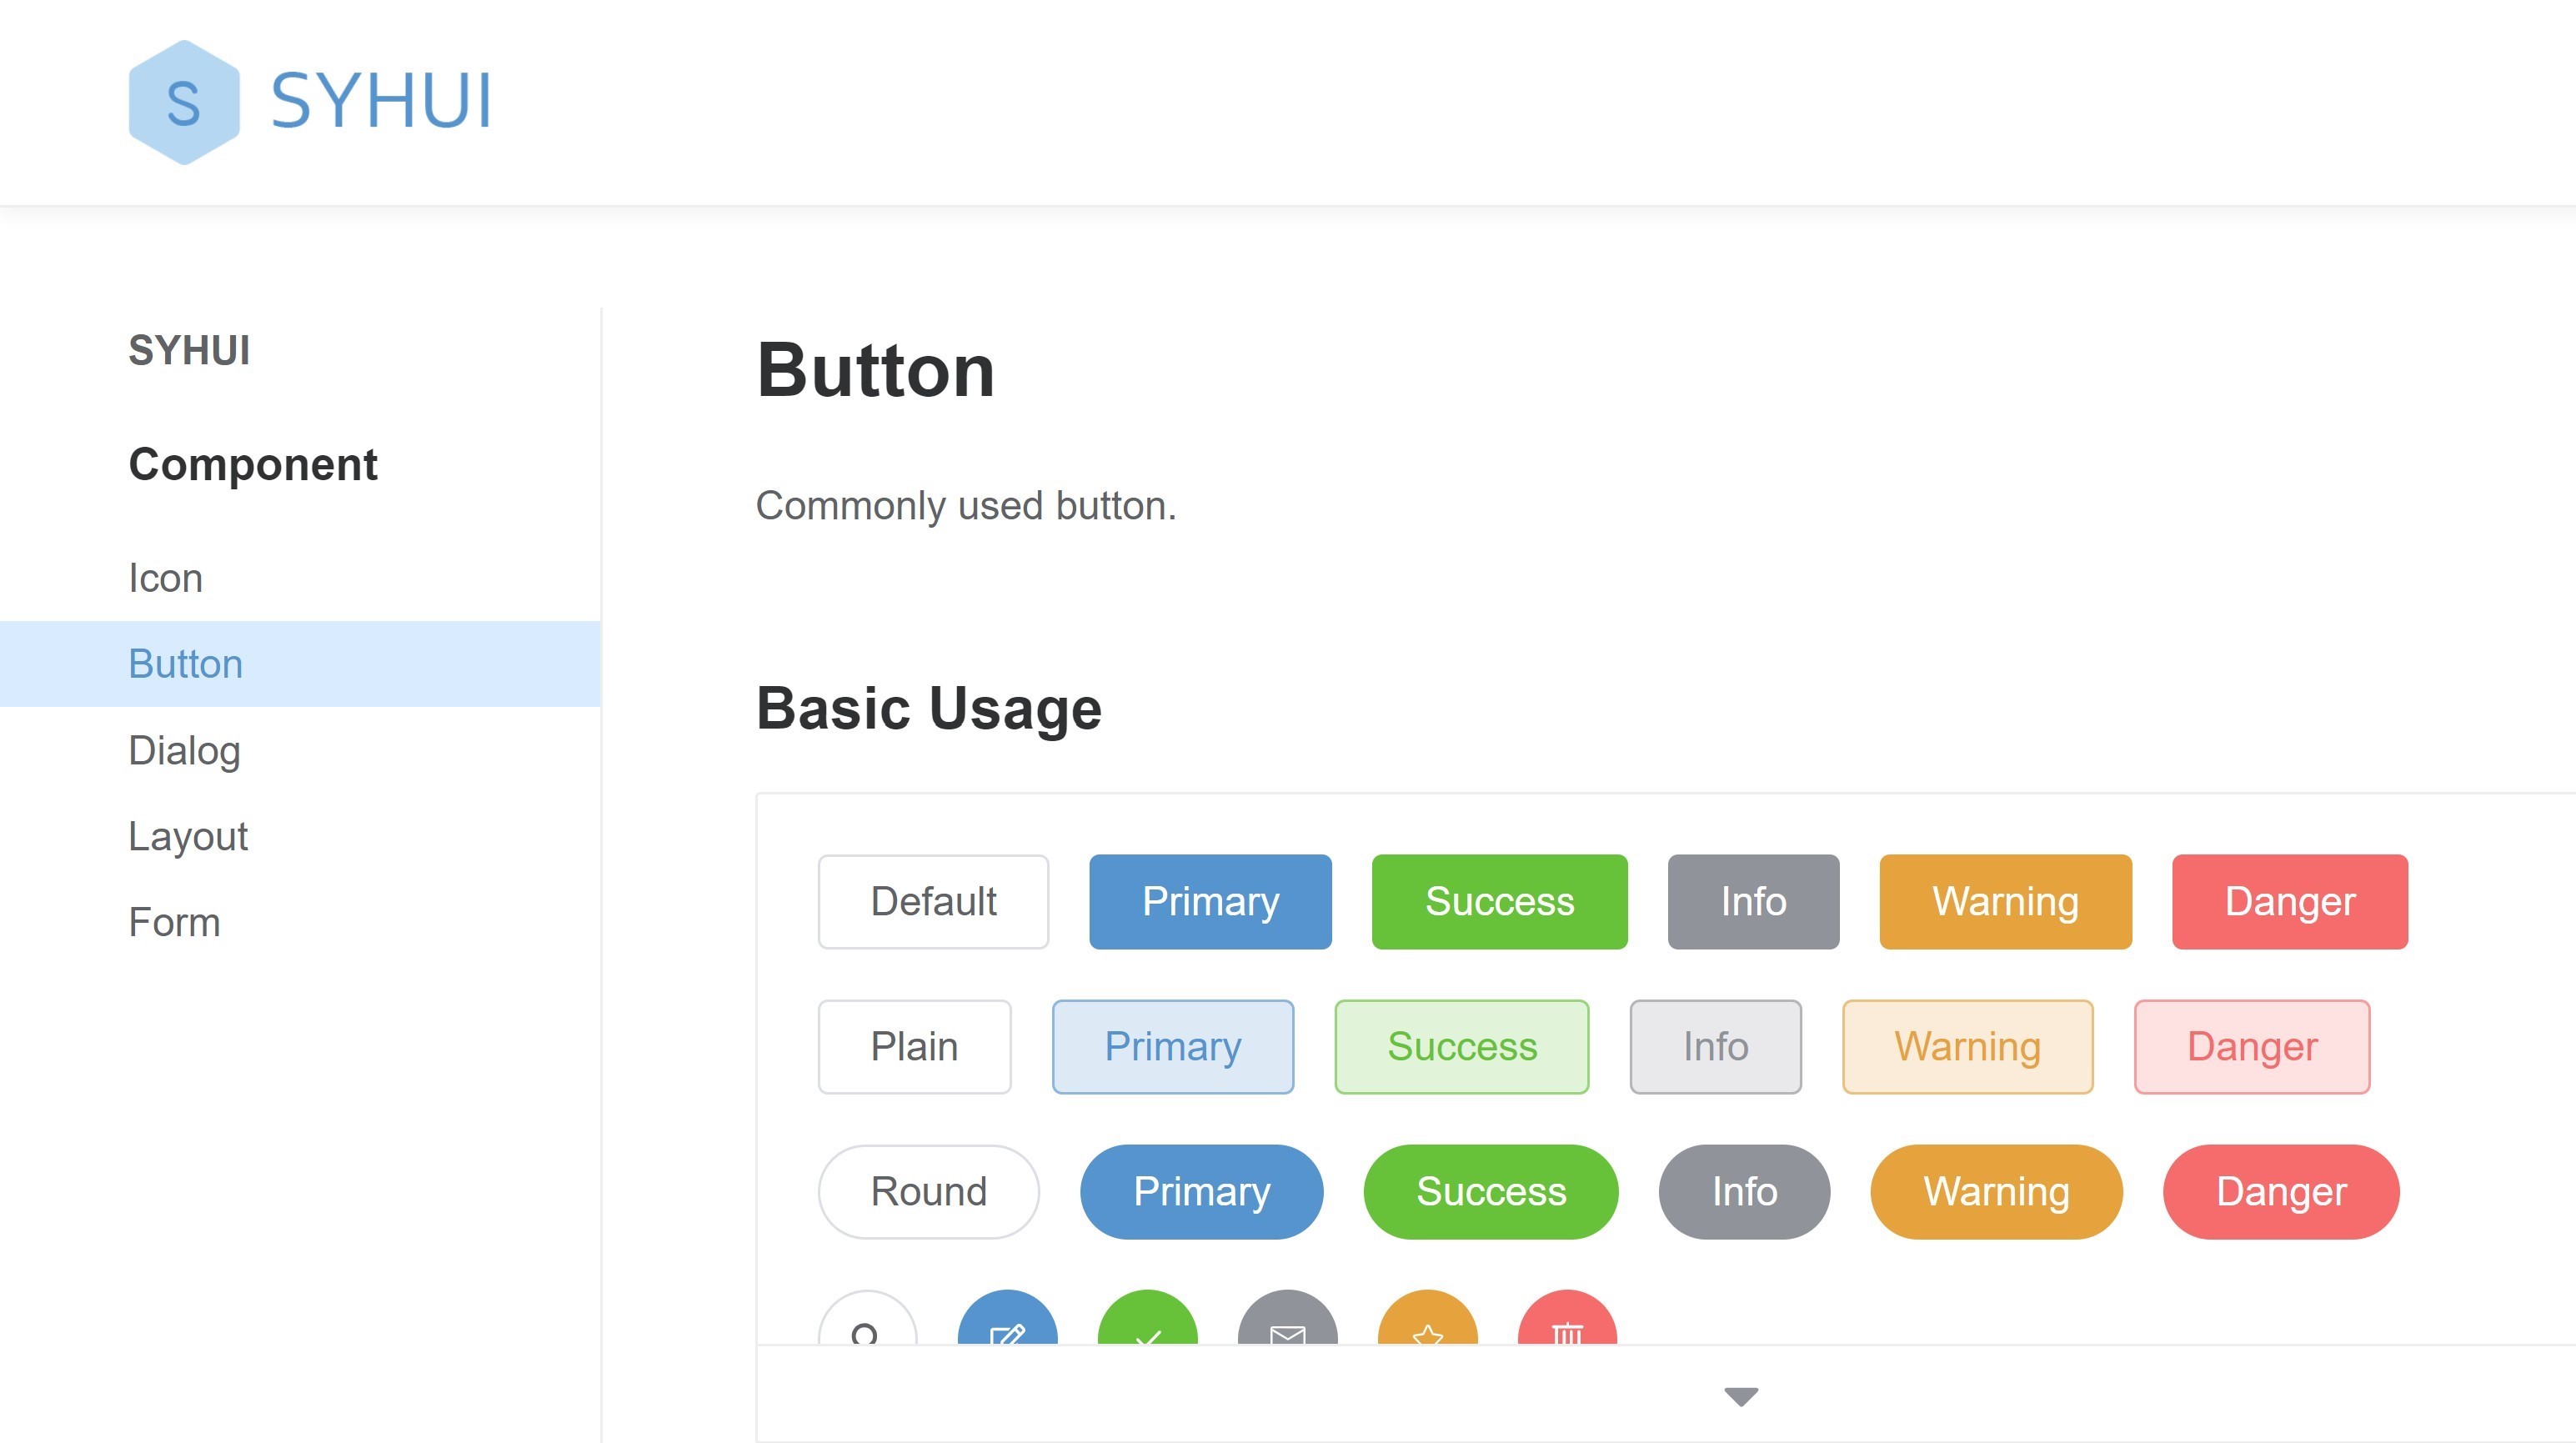 S SYHUI
SYHUI
Component
Icon
Button
Dialog
Layout
Form
Button
Commonly used button.
Basic Usage
Default Primary Success Info Warning Danger
Plain Primary Success Info Warning Danger
Round Primary Success Info Warning Danger